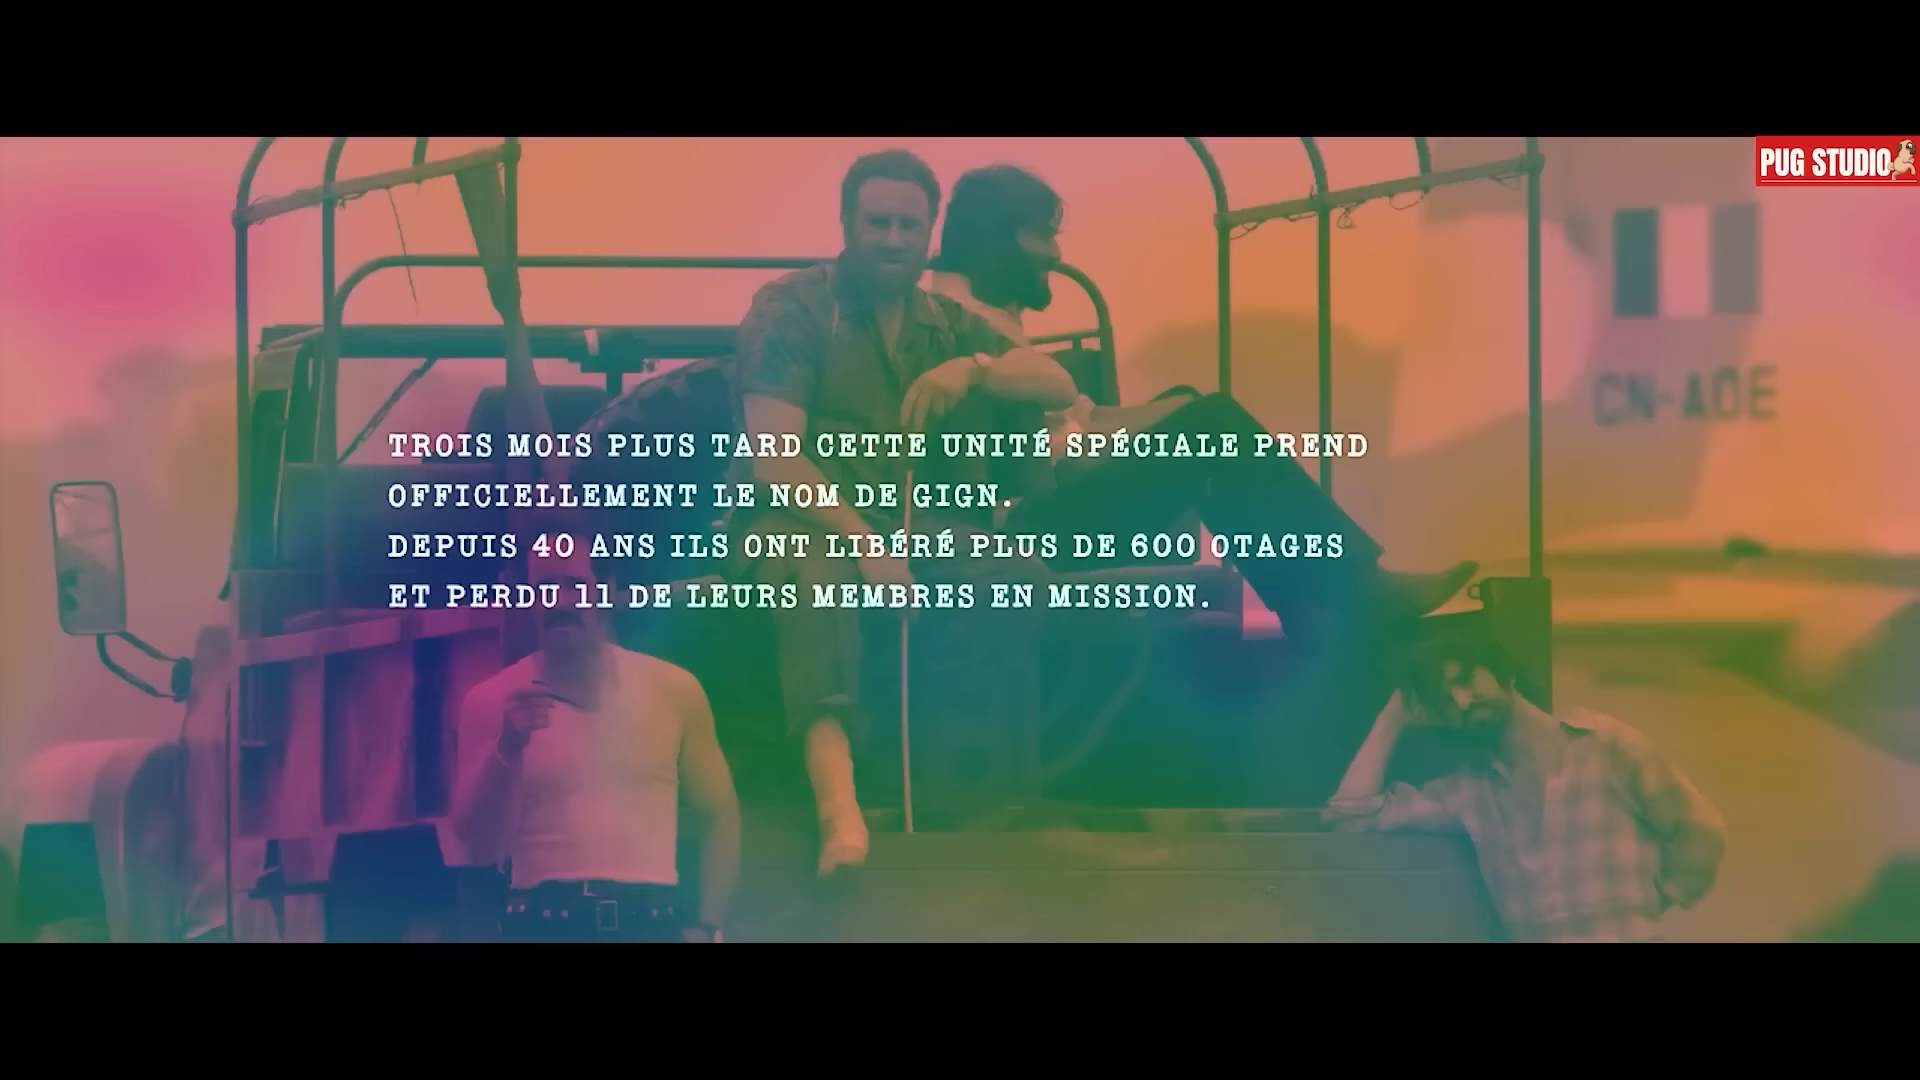 PUG STUDIO
CN-ADE
TROIS MOIS PLUS TARD CETTE UNITÉ SPÉCIALE PREND
OFFICIELLEMENT LE NOM DE GIGN.
DEPUIS 40 ANS ILS ONT LIBÉRÉ PLUS DE 600 OTAGES
ET PERDU 11 DE LEURS MEMBRES EN MISSION.